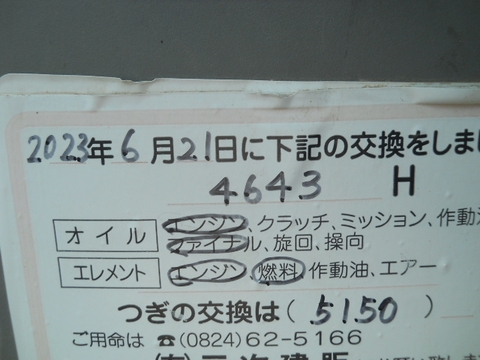 2023年6月21日に下記の交換をしまし
4643 H
オイル エンジン、クラッチ、ミッション、作動
ファイナル、旋回、操向
エレメント エンジン、燃料、作動油、エアー
つぎの交換は(5150)
ご用命は ☎(0824)62-5166